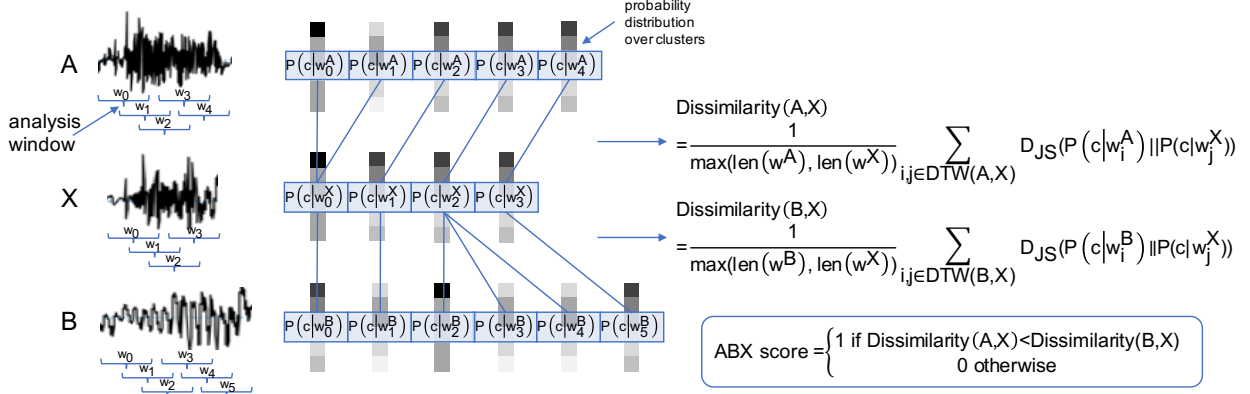 probability
distribution
over clusters
A
P(c|w₀ᴬ) P(c|w₁ᴬ) P(c|w₂ᴬ) P(c|w₃ᴬ) P(c|w₄ᴬ)
w₀ w₃
w₁ w₄
w₂
analysis
window
Dissimilarity(A,X)
=1/max(len(wᴬ), len(wˣ)) ∑ i,j∈DTW(A,X) D_JS(P(c|wᵢᴬ)||P(c|wⱼˣ))
X
P(c|w₀ˣ) P(c|w₁ˣ) P(c|w₂ˣ) P(c|w₃ˣ)
w₀ w₃
w₁
w₂
Dissimilarity(B,X)
=1/max(len(wᴮ), len(wˣ)) ∑ i,j∈DTW(B,X) D_JS(P(c|wᵢᴮ)||P(c|wⱼˣ))
B
P(c|w₀ᴮ) P(c|w₁ᴮ) P(c|w₂ᴮ) P(c|w₃ᴮ) P(c|w₄ᴮ) P(c|w₅ᴮ)
w₀ w₃
w₁ w₄
w₂ w₅
ABX score ={1 if Dissimilarity(A,X)<Dissimilarity(B,X)
0 otherwise